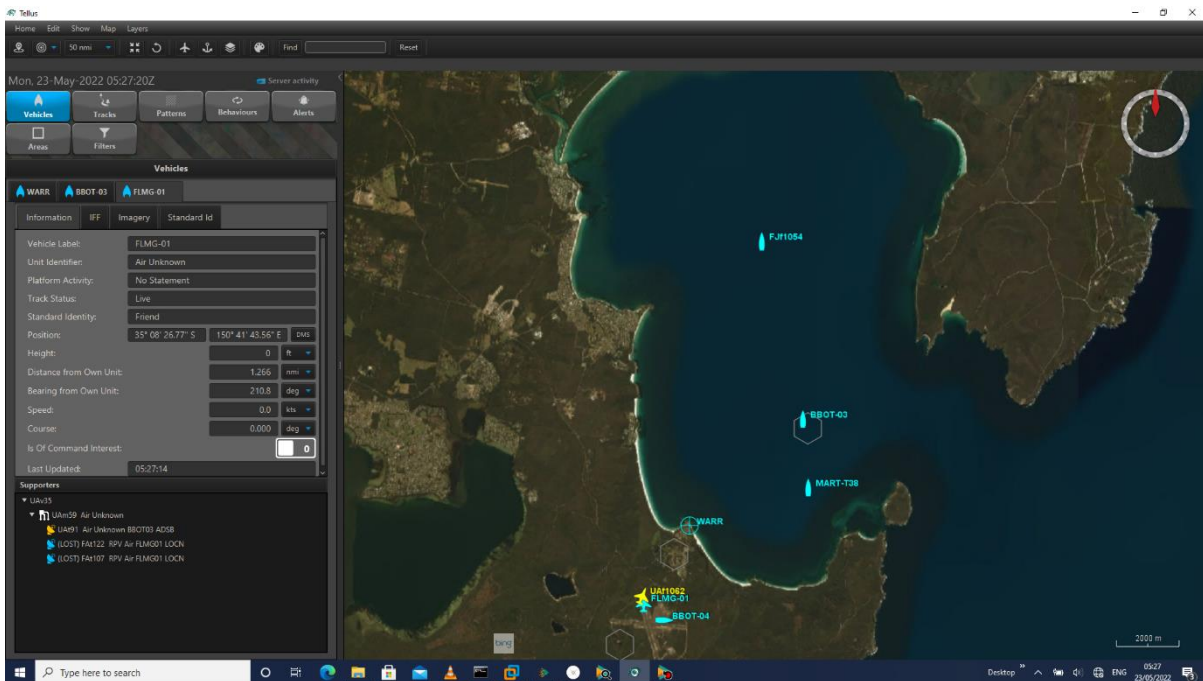 Tellus
Home Edit Show Map Layers
50 nmi Find Reset
Mon, 23-May-2022 05:27:20Z Server activity
Vehicles Tracks Patterns Behaviours Alerts
Areas Filters
Vehicles
WARR BBOT-03 FLMG-01
Information IFF Imagery Standard Id
Vehicle Label: FLMG-01
Unit Identifier: Air Unknown
Platform Activity: No Statement
Track Status: Live
Standard Identity: Friend
Position: 35° 08' 26.77" S 150° 41' 43.56" E DMS
Height: 0 ft
Distance from Own Unit: 1.266 nmi
Bearing from Own Unit: 210.8 deg
Speed: 0.0 kts
Course: 0.000 deg
Is Of Command Interest: 0
Last Updated: 05:27:14
Supporters
UAv35
UAm39 Air Unknown
UAt91 Air Unknown BBOT03 ADSB
(LOST) FAt122 RPV Air FLMG01 LOCN
(LOST) FAt107 RPV Air FLMG01 LOCN
FJf1054
BBOT-03
MART-T38
WARR
UAf1062
FLMG-01
BBOT-04
bing
2000 m
Type here to search
Desktop ENG 05:27
23/05/2022